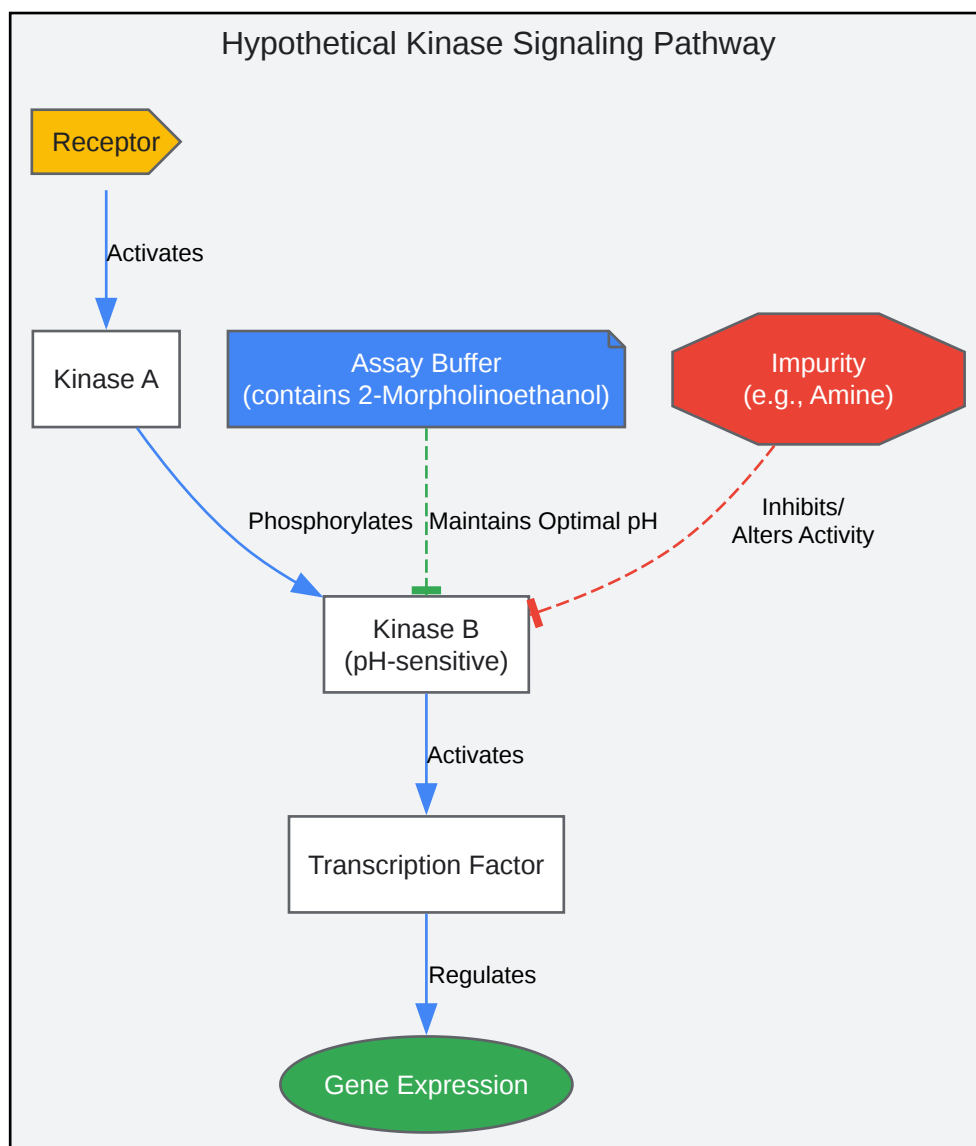 Hypothetical Kinase Signaling Pathway
Receptor
Activates
Kinase A
Assay Buffer
(contains 2-Morpholinoethanol)
Impurity
(e.g., Amine)
Phosphorylates
Maintains Optimal pH
Inhibits/
Alters Activity
Kinase B
(pH-sensitive)
Activates
Transcription Factor
Regulates
Gene Expression